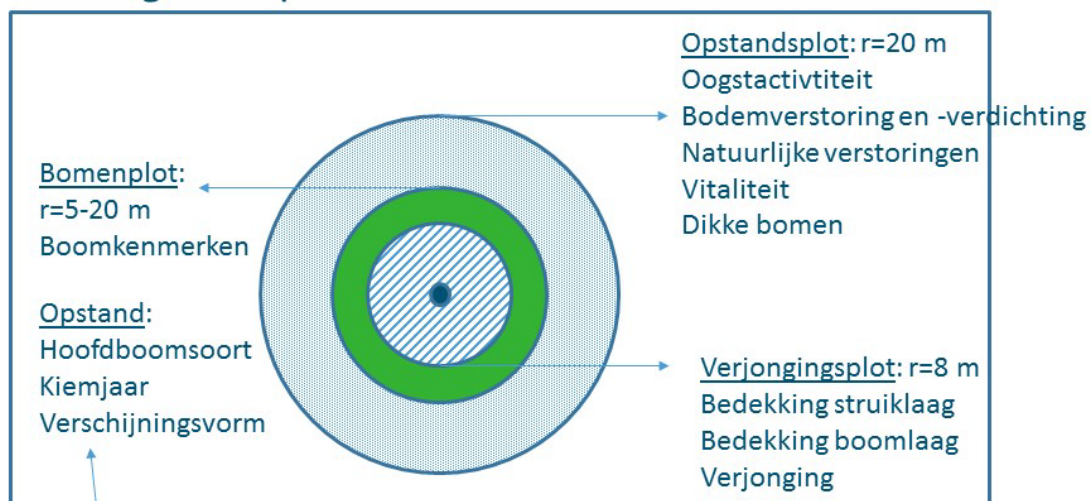 Opstandsplot: r=20 m
Oogstactivtiteit
Bodemverstoring en -verdichting
Natuurlijke verstoringen
Vitaliteit
Dikke bomen
Bomenplot:
r=5-20 m
Boomkenmerken
Opstand:
Hoofdboomsoort
Kiemjaar
Verschijningsvorm
Verjongingsplot: r=8 m
Bedekking struiklaag
Bedekking boomlaag
Verjonging